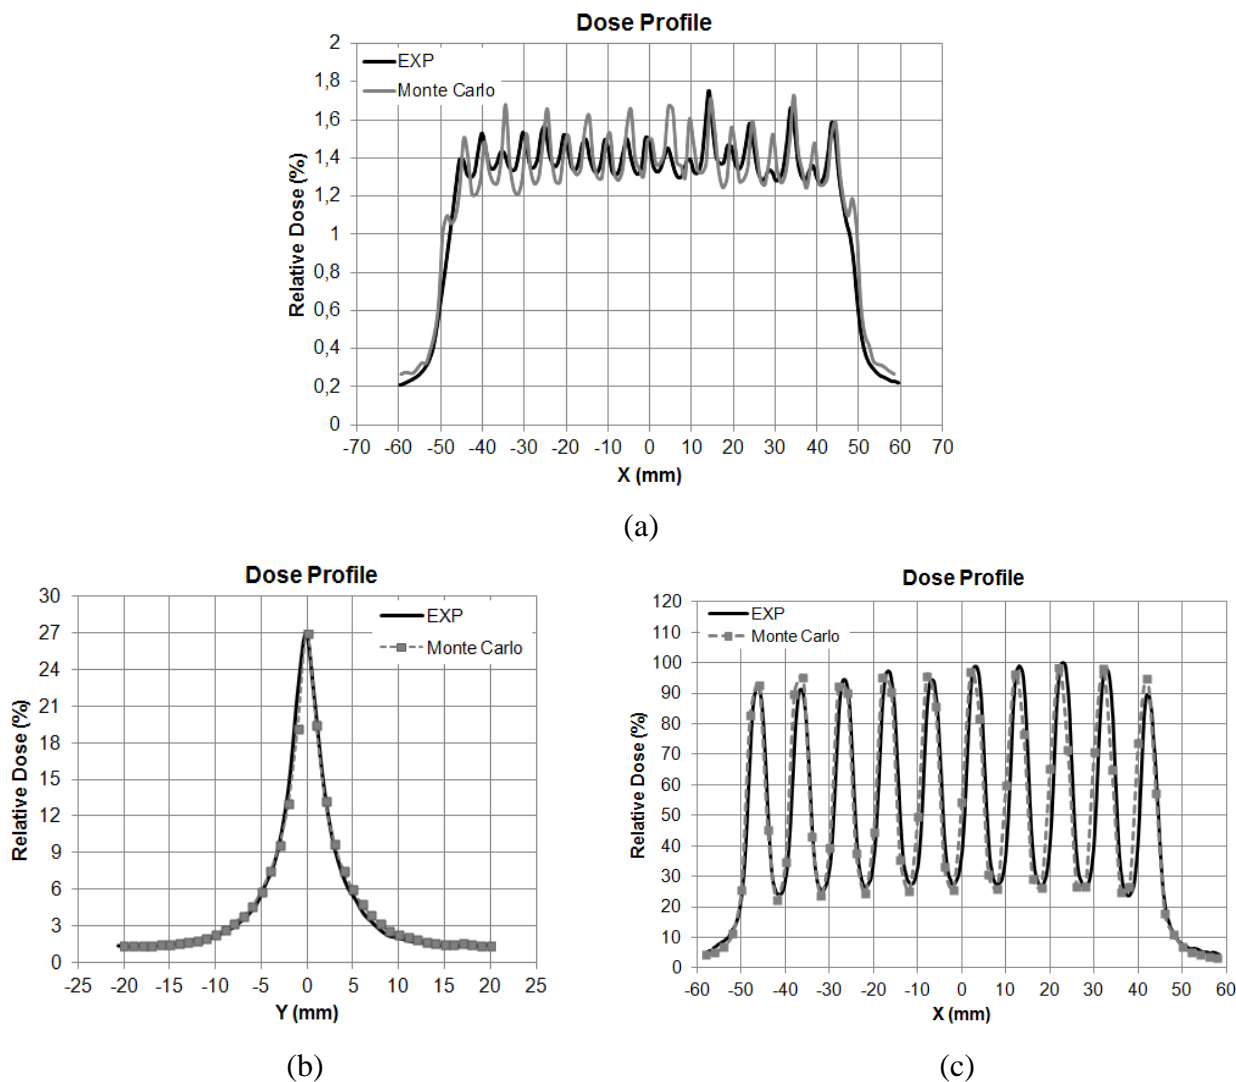 Dose Profile
EXP
Monte Carlo
Relative Dose (%)
2
1,8
1,6
1,4
1,2
1
0,8
0,6
0,4
0,2
0
-70 -60 -50 -40 -30 -20 -10 0 10 20 30 40 50 60 70
X (mm)
(a)
Dose Profile
EXP
Monte Carlo
Relative Dose (%)
30
27
24
21
18
15
12
9
6
3
0
-25 -20 -15 -10 -5 0 5 10 15 20 25
Y (mm)
(b)
Dose Profile
EXP
Monte Carlo
Relative Dose (%)
120
110
100
90
80
70
60
50
40
30
20
10
0
-60 -50 -40 -30 -20 -10 0 10 20 30 40 50 60
X (mm)
(c)